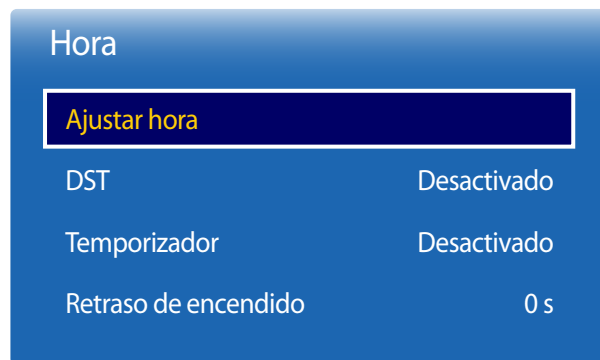 Hora
Ajustar hora
DST Desactivado
Temporizador Desactivado
Retraso de encendido 0 s